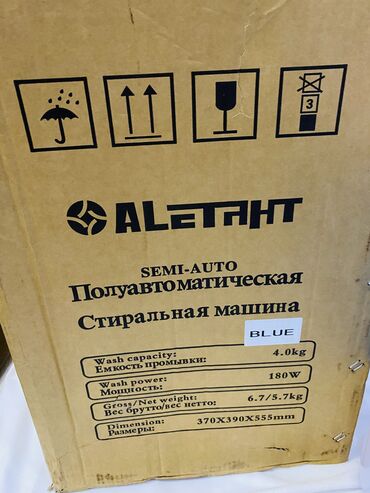 3
ALETAHT
SEMI-AUTO
Полуавтоматическая
Стиральная машина
BLUE
Wash capacity: 4.0kg
Емкость промывки:
Wash power: 180W
Мощность:
Gross/Net weight: 6.7/5.7kg
Вес брутто/вес нетто:
Dimension: 370X390X555mm
Размеры: